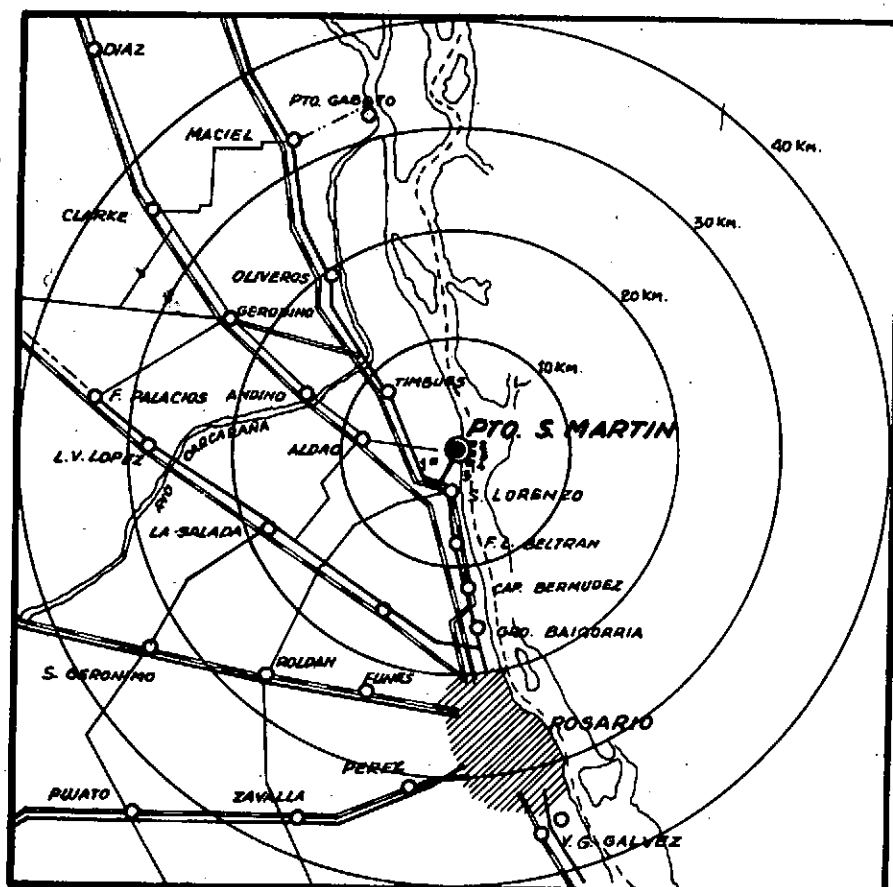 DIAZ
PTO. GABOTO
MACIEL
40 KM.
CLARKE
30 KM.
OLIVEROS
20 KM.
GERONIMO
10 KM.
TIMBUES
F. PALACIOS
ANDINO
PTO. S. MARTIN
L.V. LOPEZ
RIO CARCARAÑA
ALDAO
S. LORENZO
LA SALADA
F. L. BELTRAN
CAP. BERMUDEZ
GRO. BAIGORRIA
S. GERONIMO
ROLDAN
FUNES
ROSARIO
PEREZ
PUJATO
ZAVALLA
V. G. GALVEZ